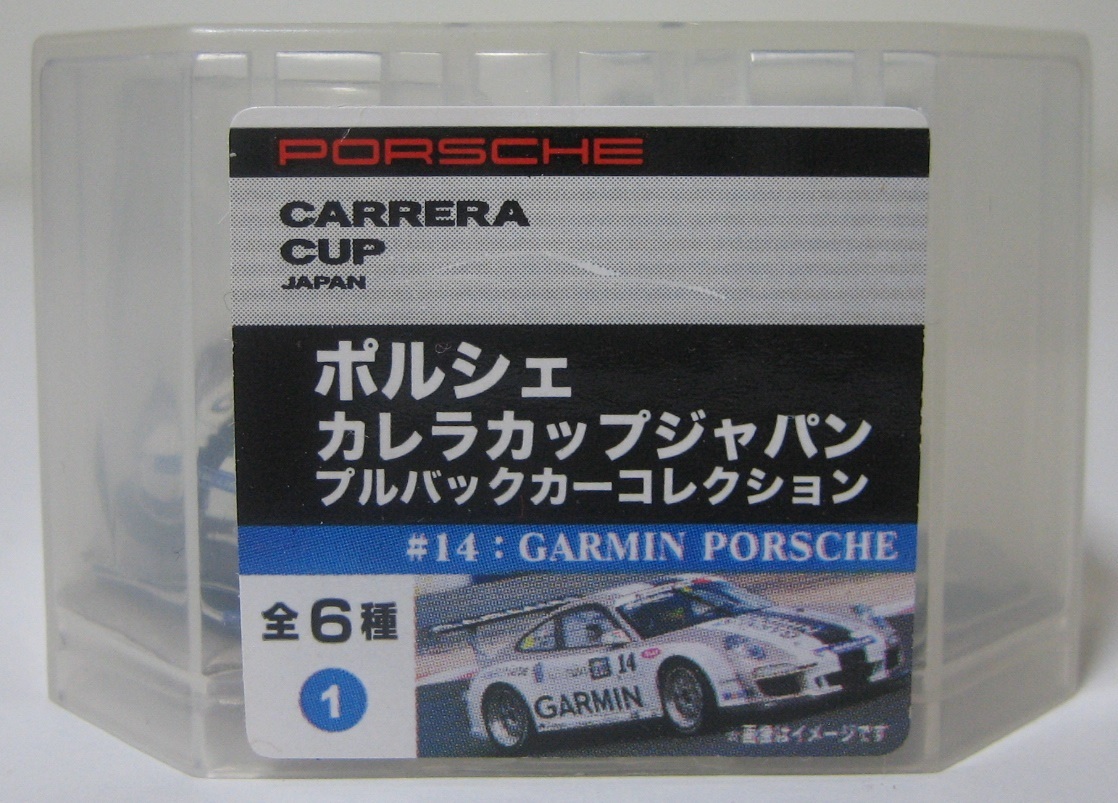 PORSCHE
CARRERA
CUP
JAPAN
ポルシェ
カレラカップジャパン
プルバックカーコレクション
#14：GARMIN PORSCHE
全6種
1
14
GARMIN
※画像はイメージです